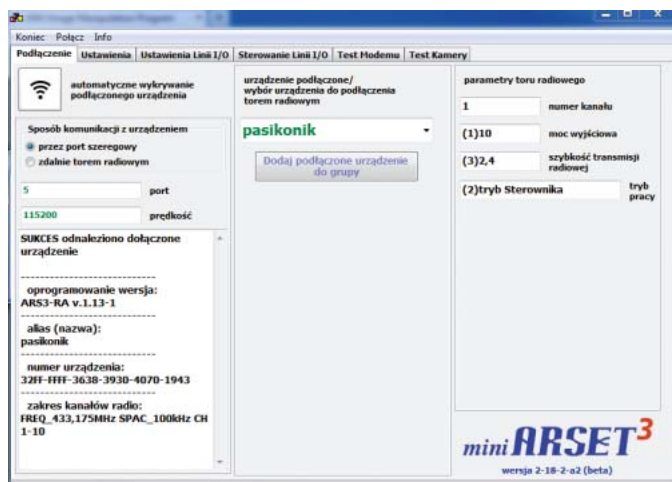 Koniec Połącz Info
Podłączenie Ustawienia Ustawienia Linii I/O Sterowanie Linii I/O Test Modemu Test Kamery
automatyczne wykrywanie
podłączonego urządzenia
Sposób komunikacji z urządzeniem
przez port szeregowy
zdalnie torem radiowym
5 port
115200 prędkość
SUKCES odnaleziono dołączone
urządzenie
----------------------------
oprogramowanie wersja:
ARS3-RA v.1.13-1
----------------------------
alias (nazwa):
pasikonik
----------------------------
numer urządzenia:
32FF-FFFF-3638-3930-4070-1943
----------------------------
zakres kanałów radio:
FREQ_433,175MHz SPAC_100kHz CH
1-10
urządzenie podłączone/
wybór urządzenia do podłączenia
torem radiowym
pasikonik
Dodaj podłączone urządzenie
do grupy
parametry toru radiowego
1 numer kanału
(1)10 moc wyjściowa
(3)2,4 szybkość transmisji
radiowej
(2)tryb Sterownika tryb
pracy
mini ARSET3
wersja 2-18-2-a2 (beta)